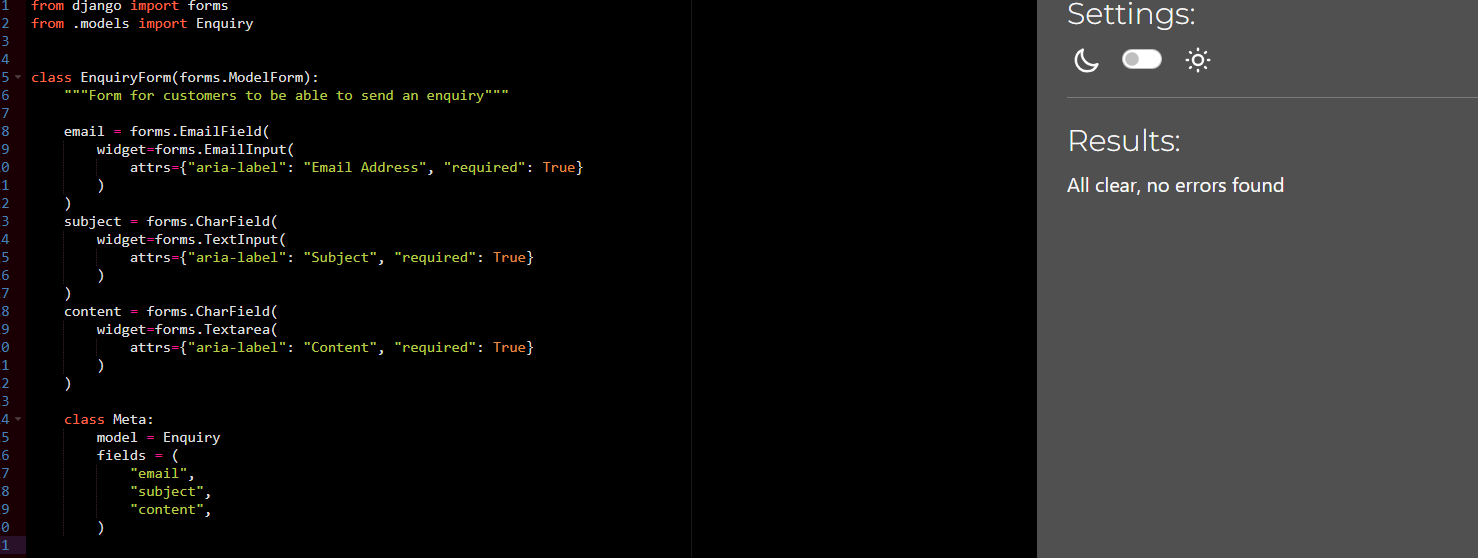 1 from django import forms
2 from .models import Enquiry
3
4
5 class EnquiryForm(forms.ModelForm):
6     """Form for customers to be able to send an enquiry"""
7
8     email = forms.EmailField(
9         widget=forms.EmailInput(
0             attrs={"aria-label": "Email Address", "required": True}
1         )
2     )
3     subject = forms.CharField(
4         widget=forms.TextInput(
5             attrs={"aria-label": "Subject", "required": True}
6         )
7     )
8     content = forms.CharField(
9         widget=forms.Textarea(
0             attrs={"aria-label": "Content", "required": True}
1         )
2     )
3
4     class Meta:
5         model = Enquiry
6         fields = (
7             "email",
8             "subject",
9             "content",
0         )
1
Settings:
Results:
All clear, no errors found